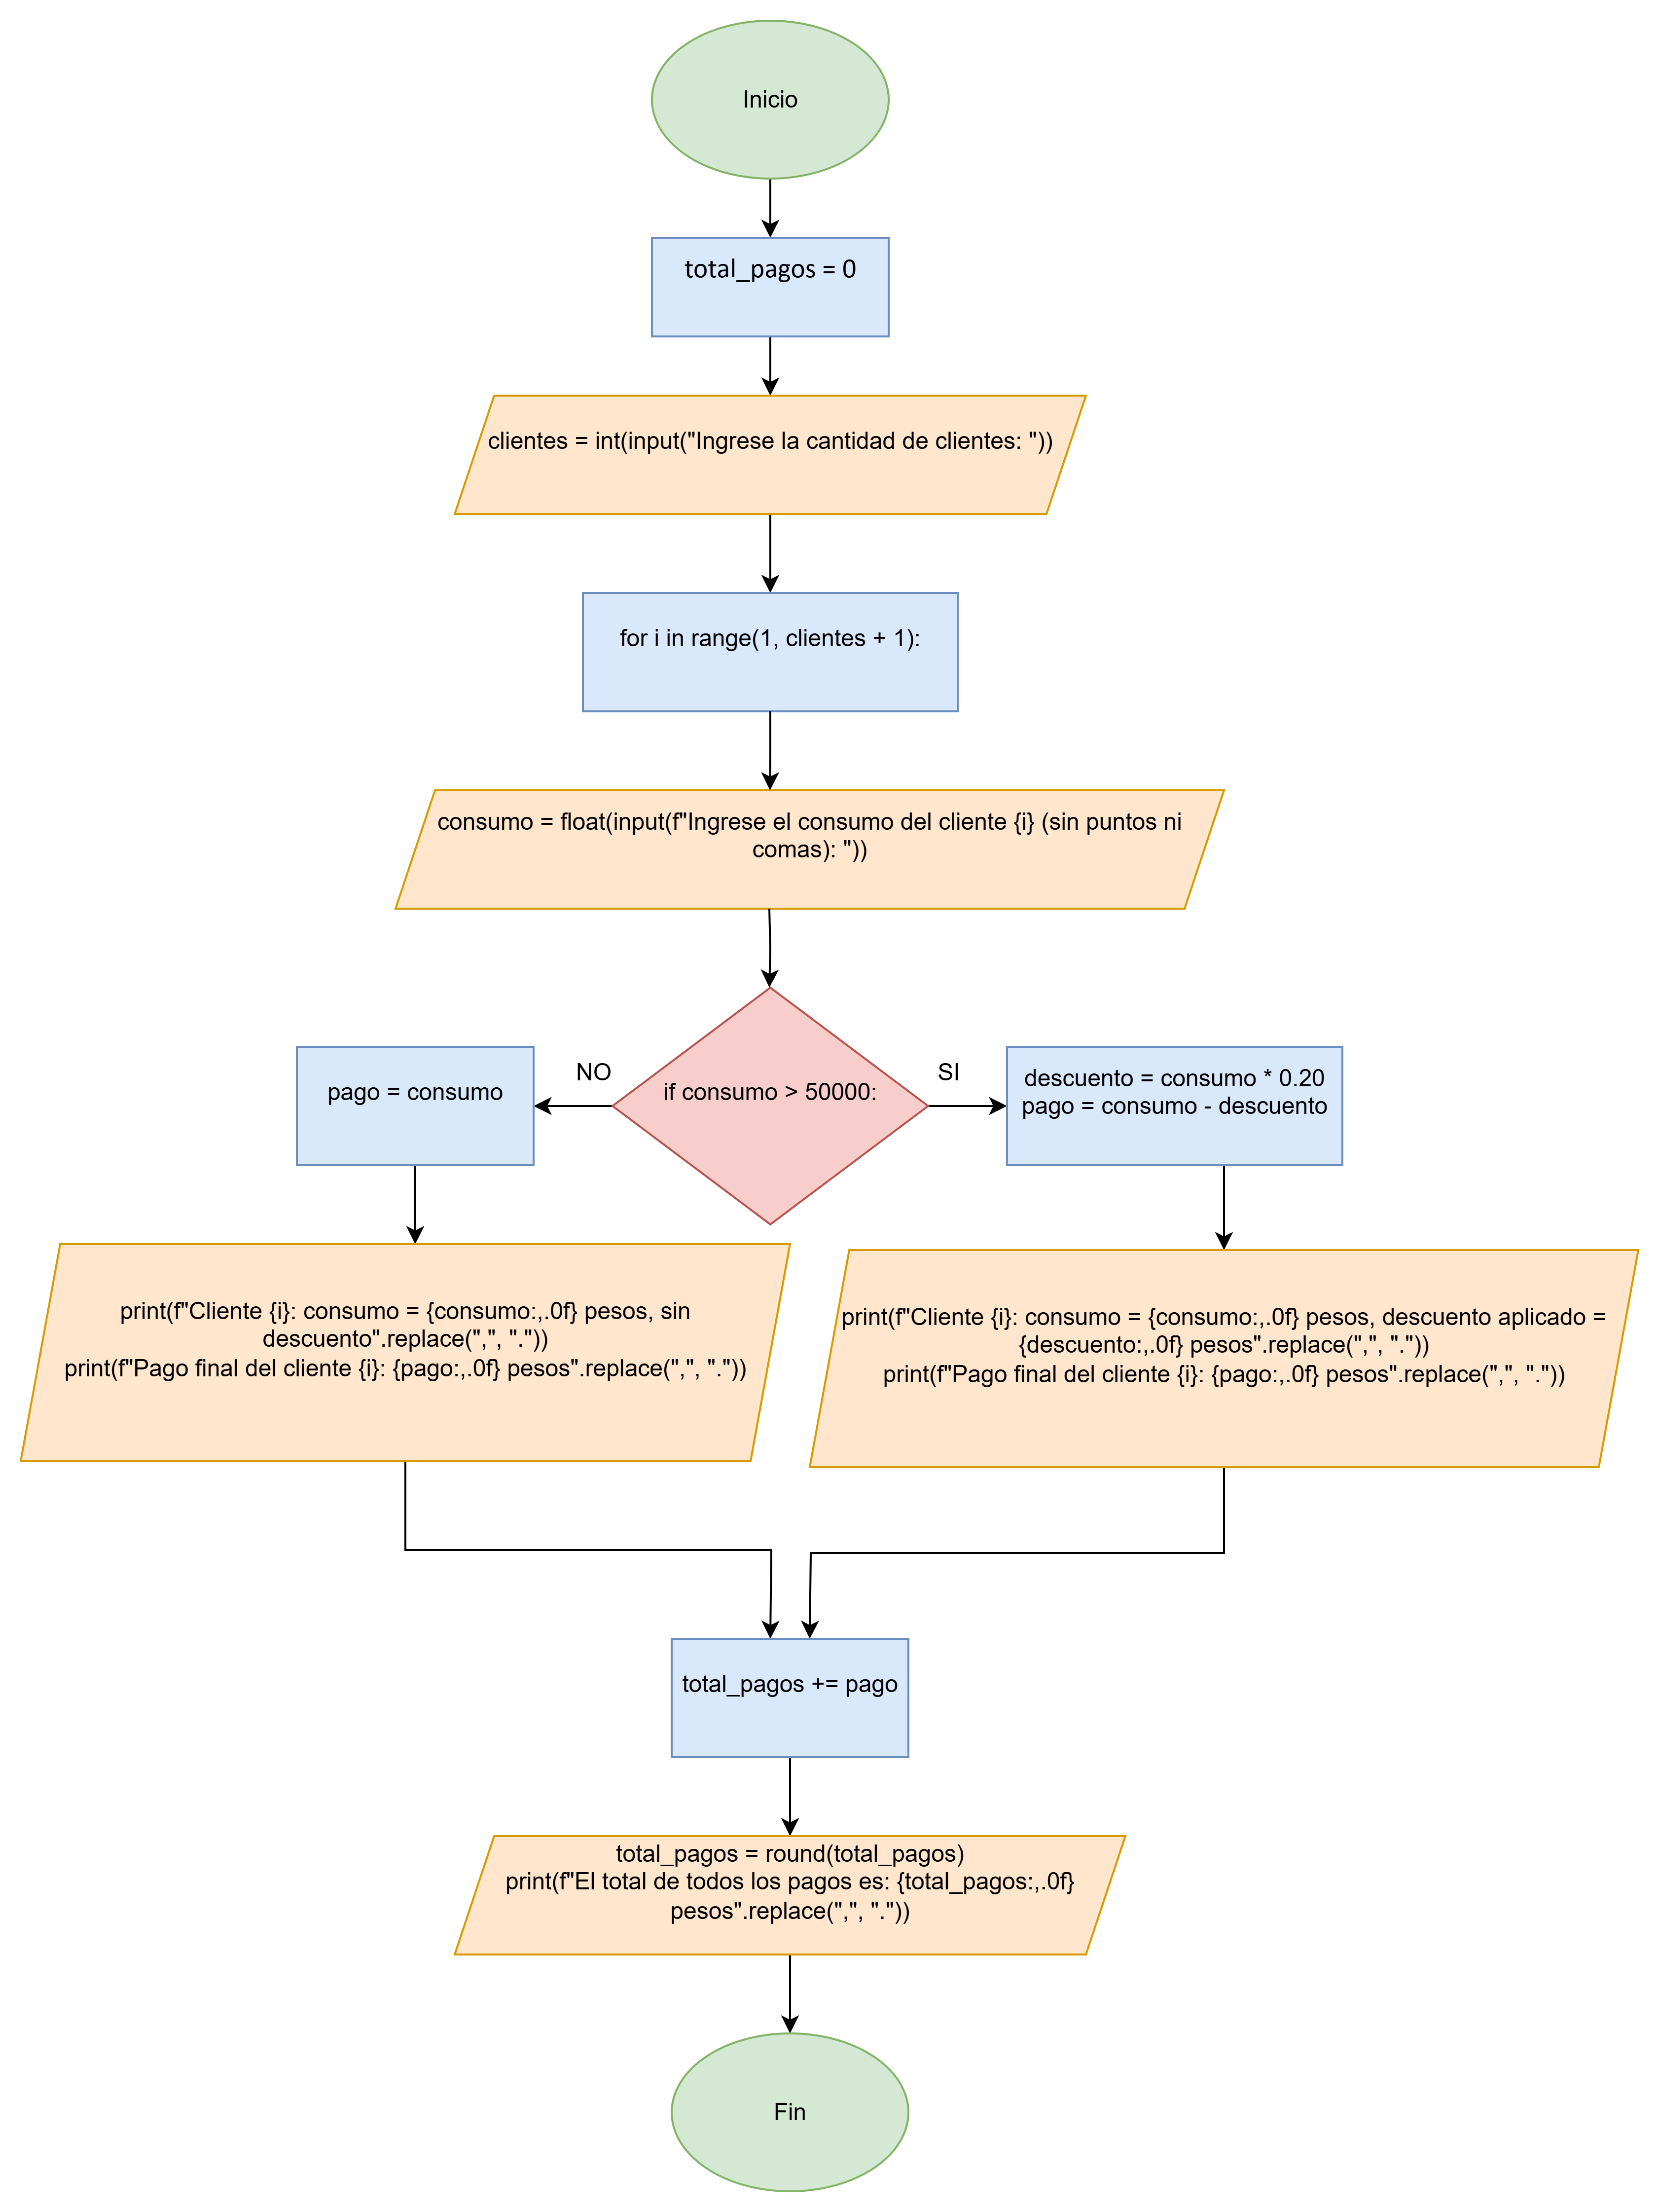 Inicio
total_pagos = 0
clientes = int(input("Ingrese la cantidad de clientes: "))
for i in range(1, clientes + 1):
consumo = float(input(f"Ingrese el consumo del cliente {i} (sin puntos ni
comas): "))
NO
SI
pago = consumo
if consumo > 50000:
descuento = consumo * 0.20
pago = consumo - descuento
print(f"Cliente {i}: consumo = {consumo:,.0f} pesos, sin
descuento".replace(",", "."))
print(f"Pago final del cliente {i}: {pago:,.0f} pesos".replace(",", "."))
print(f"Cliente {i}: consumo = {consumo:,.0f} pesos, descuento aplicado =
{descuento:,.0f} pesos".replace(",", "."))
print(f"Pago final del cliente {i}: {pago:,.0f} pesos".replace(",", "."))
total_pagos += pago
total_pagos = round(total_pagos)
print(f"El total de todos los pagos es: {total_pagos:,.0f}
pesos".replace(",", "."))
Fin